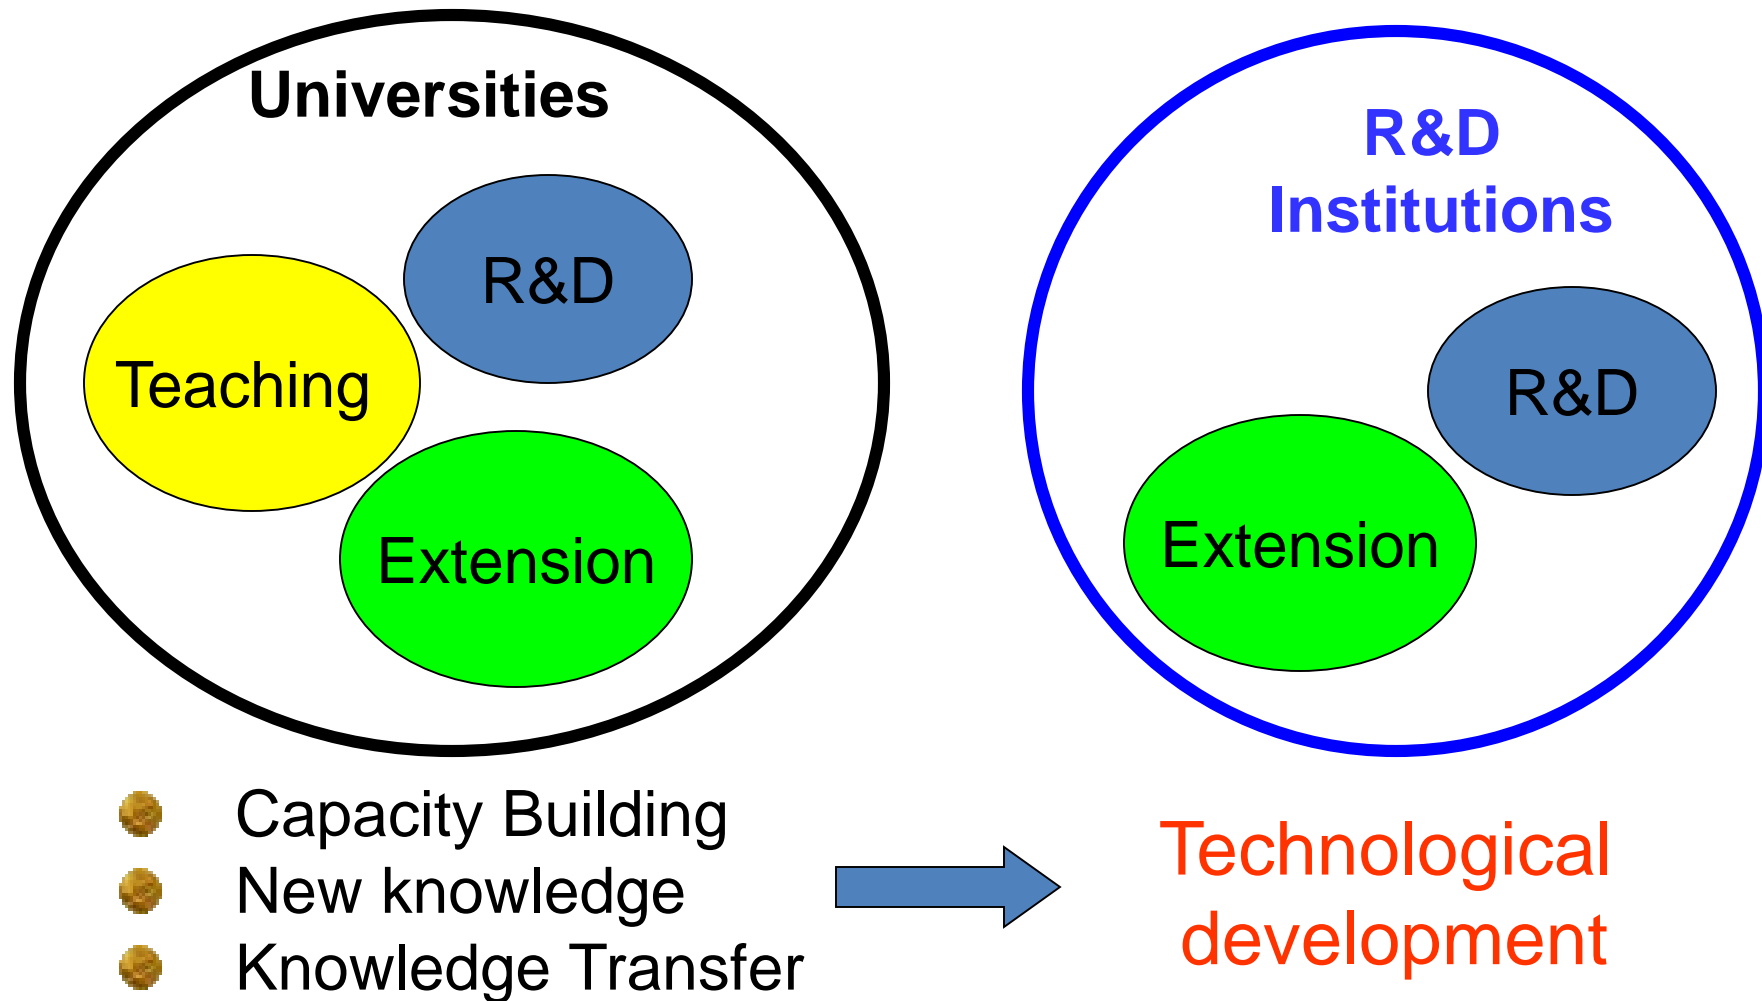 Universities
R&D
Teaching
Extension
R&D
Institutions
R&D
Extension
Capacity Building
New knowledge
Knowledge Transfer
Technological
development